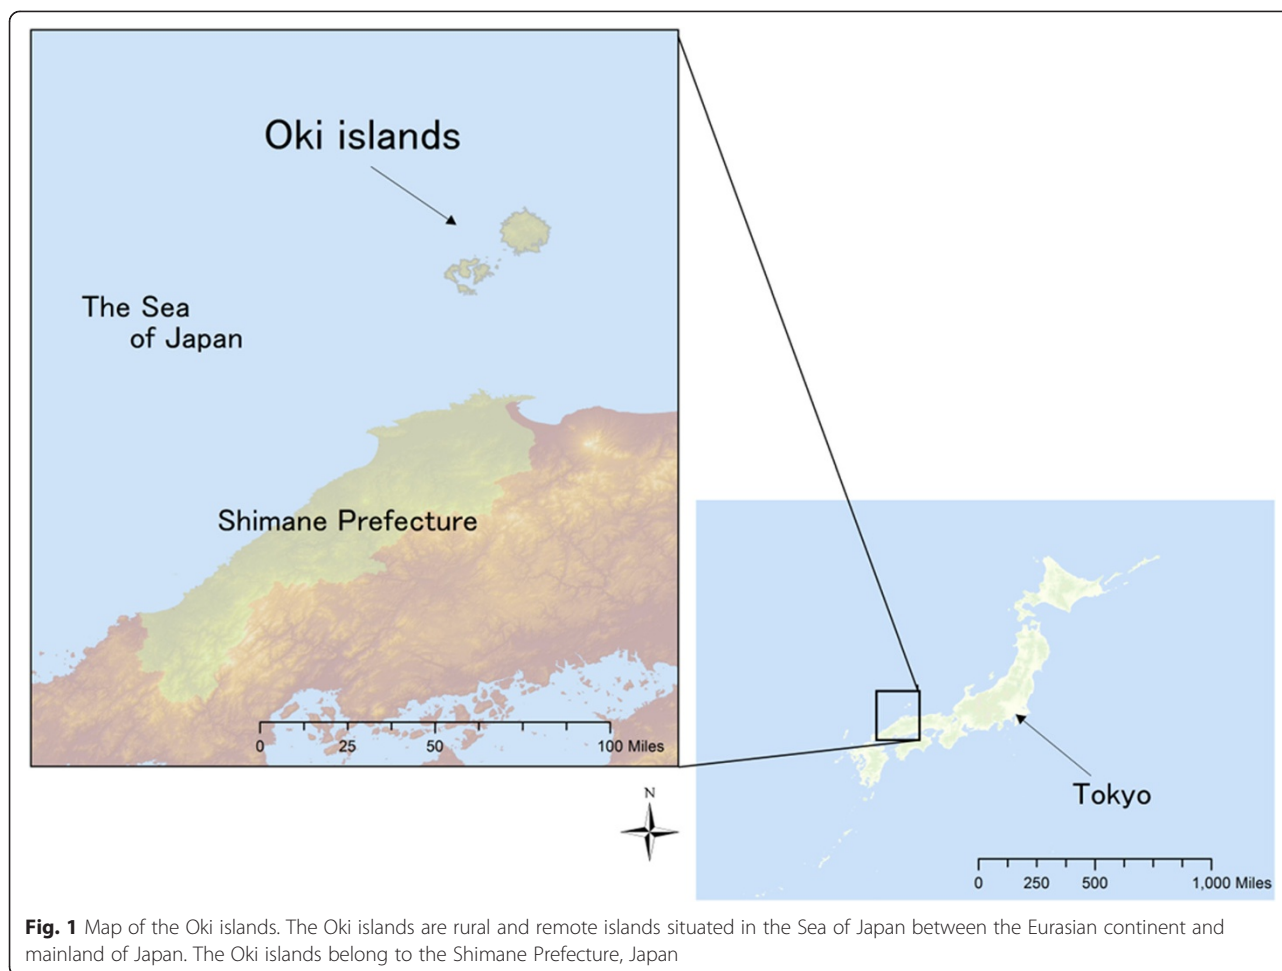 Oki islands
The Sea
of Japan
Shimane Prefecture
0 25 50 100 Miles
N
Tokyo
0 250 500 1,000 Miles
Fig. 1 Map of the Oki islands. The Oki islands are rural and remote islands situated in the Sea of Japan between the Eurasian continent and
mainland of Japan. The Oki islands belong to the Shimane Prefecture, Japan